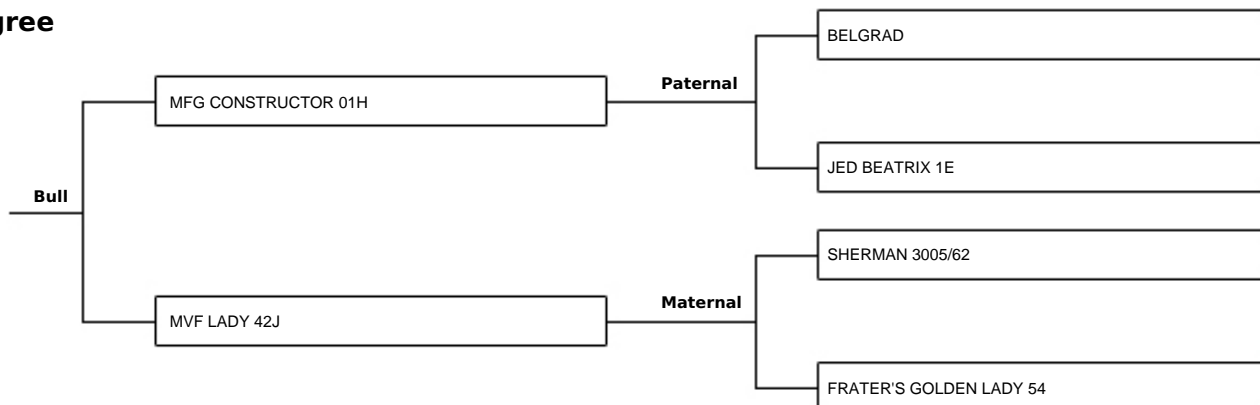 gree
BELGRAD
Paternal
MFG CONSTRUCTOR 01H
JED BEATRIX 1E
Bull
SHERMAN 3005/62
Maternal
MVF LADY 42J
FRATER'S GOLDEN LADY 54